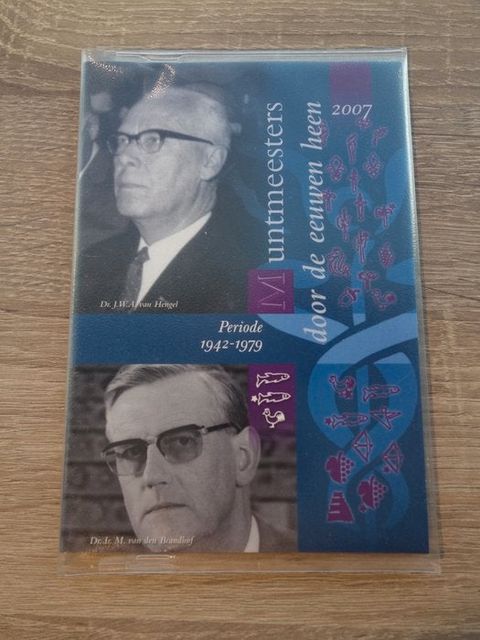 2007
Muntmeesters
door de eeuwen heen
Dr. J.W.A. van Hengel
Periode
1942-1979
Dr. Ir. M. van den Brandhof